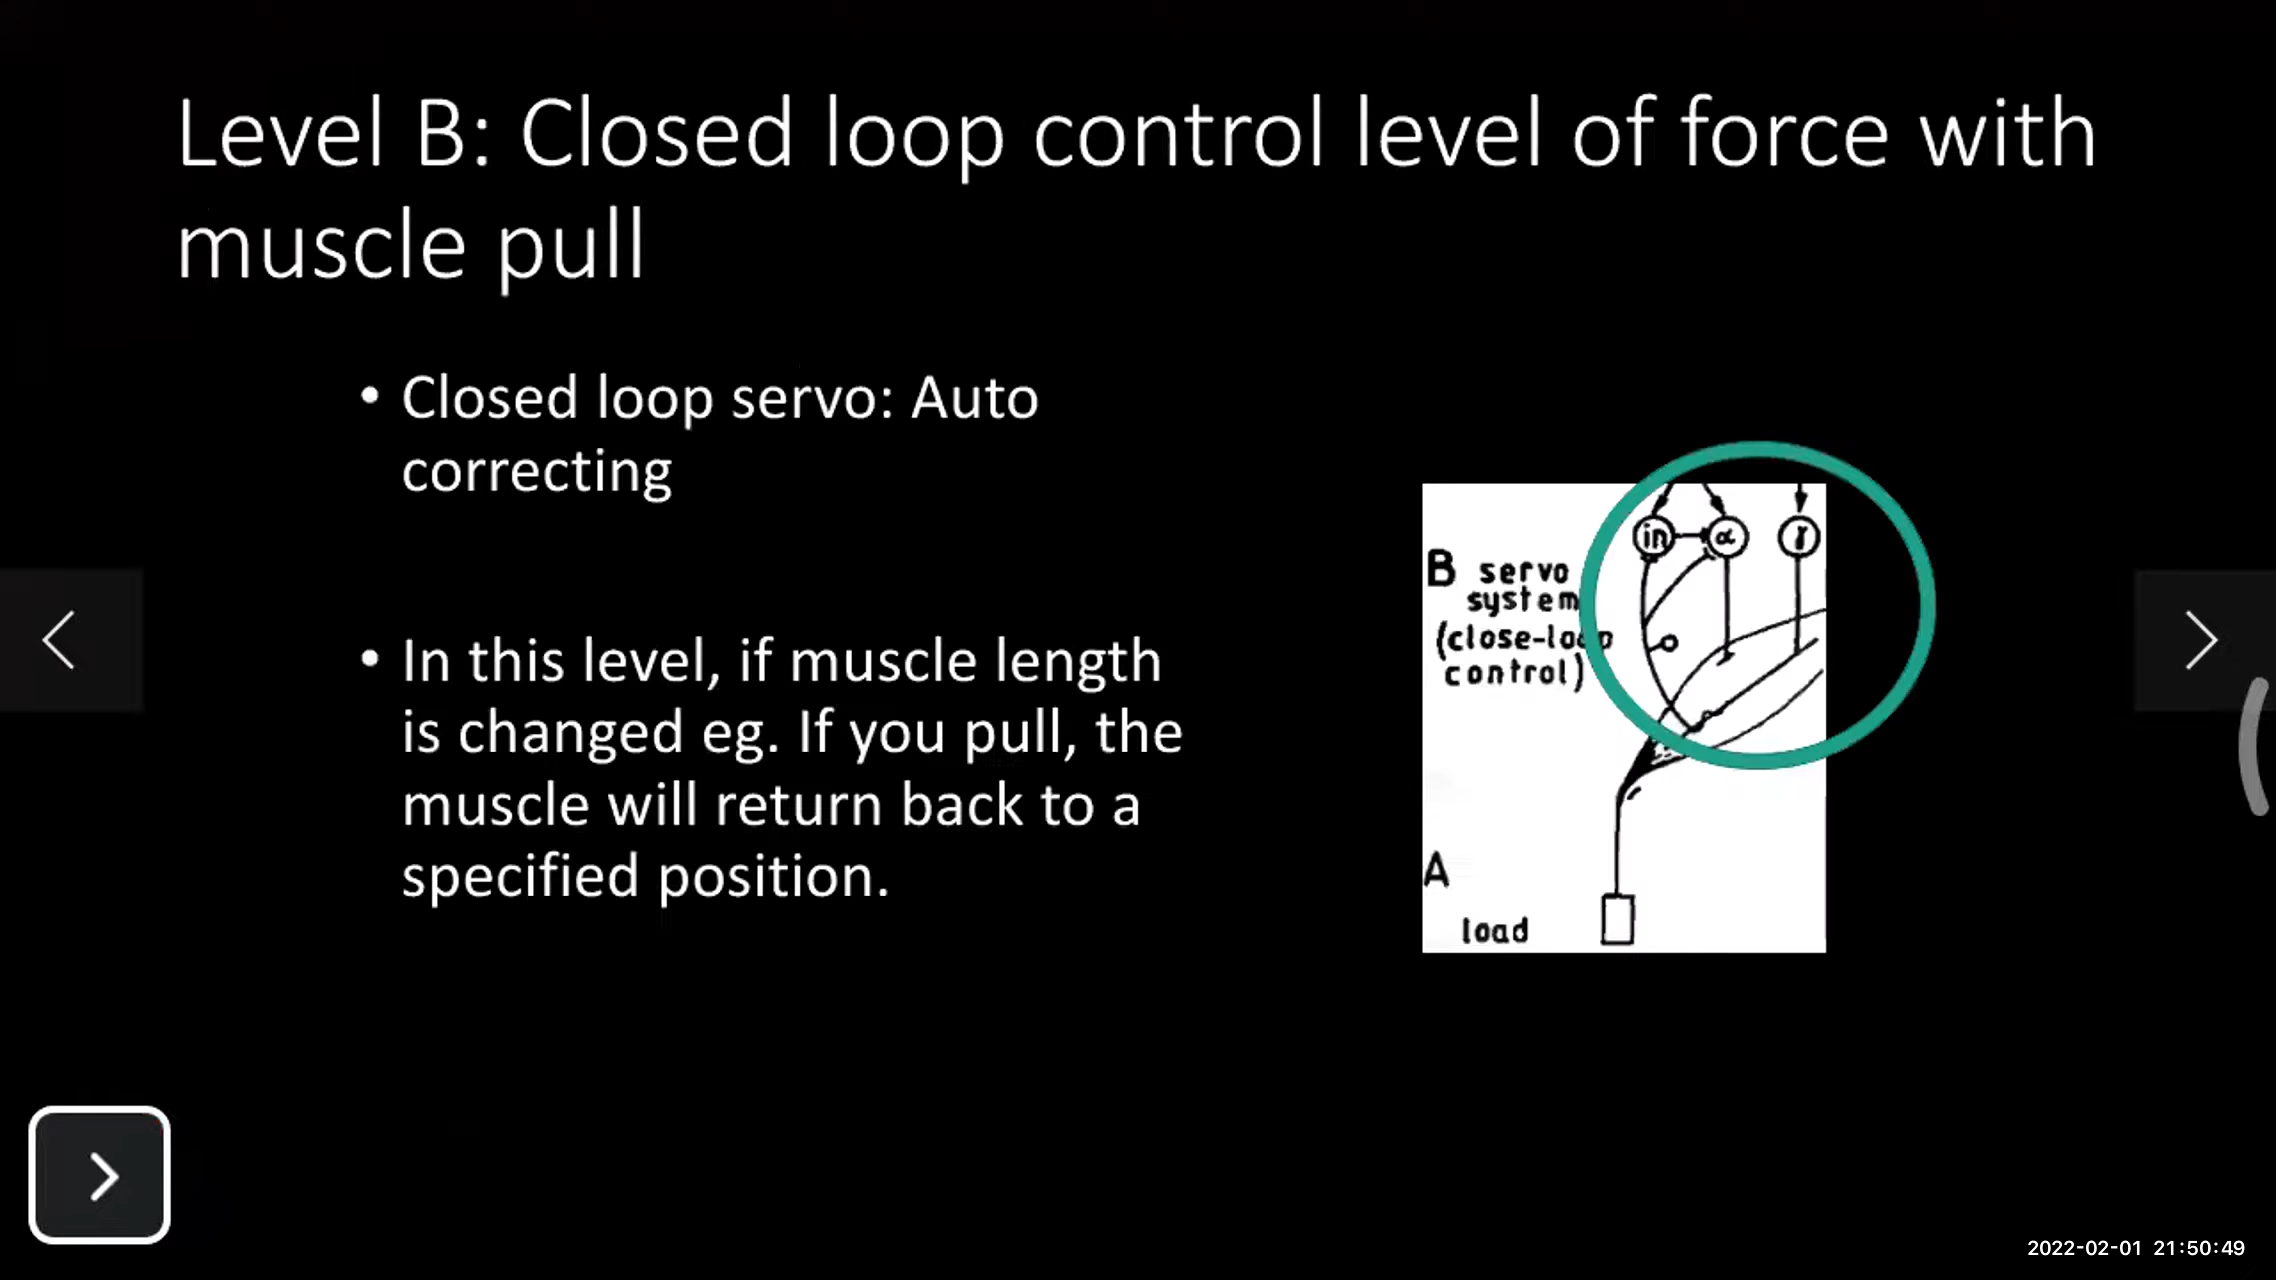 Level B: Closed loop control level of force with
muscle pull
• Closed loop servo: Auto
correcting
• In this level, if muscle length
is changed eg. If you pull, the
muscle will return back to a
specified position.
in α γ
B servo
system
(close-loop
control)
A
load
2022-02-01 21:50:49